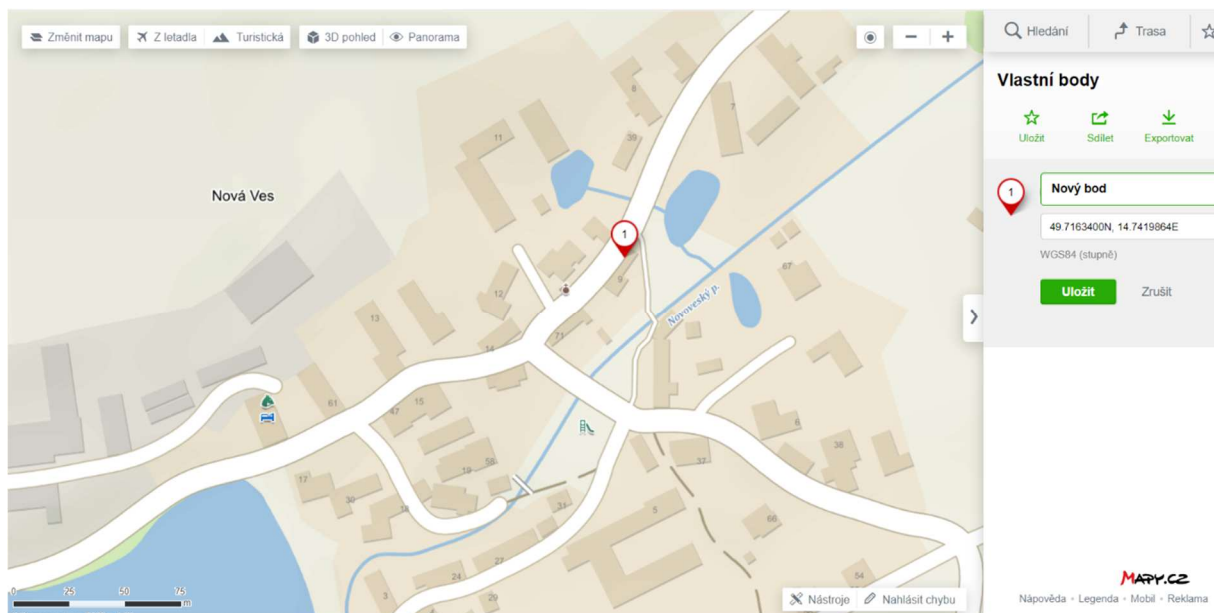 Změnit mapu
Z letadla
Turistická
3D pohled
Panorama
Hledání
Trasa
Vlastní body
Uložit
Sdílet
Exportovat
1
Nový bod
49.7163400N, 14.7419864E
WGS84 (stupně)
Uložit
Zrušit
8
7
39
11
Nová Ves
1
9
67
12
Novoveský p.
13
71
14
61
47
15
6
38
58
19
37
17
30
18
31
5
66
27
24
3
29
54
0 25 50 75
m
Nástroje
Nahlásit chybu
Mapy.cz
Nápověda • Legenda • Mobil • Reklama